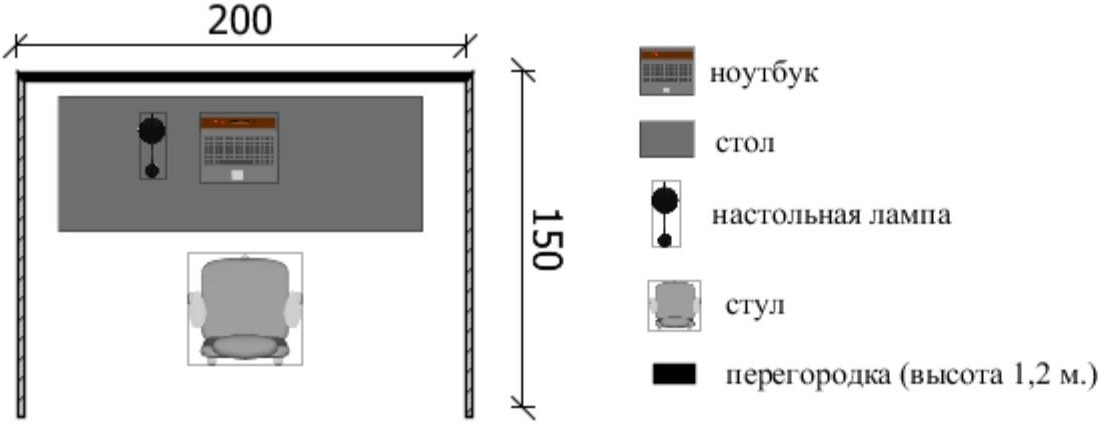 200
150
ноутбук
стол
настольная лампа
стул
перегородка (высота 1,2 м.)